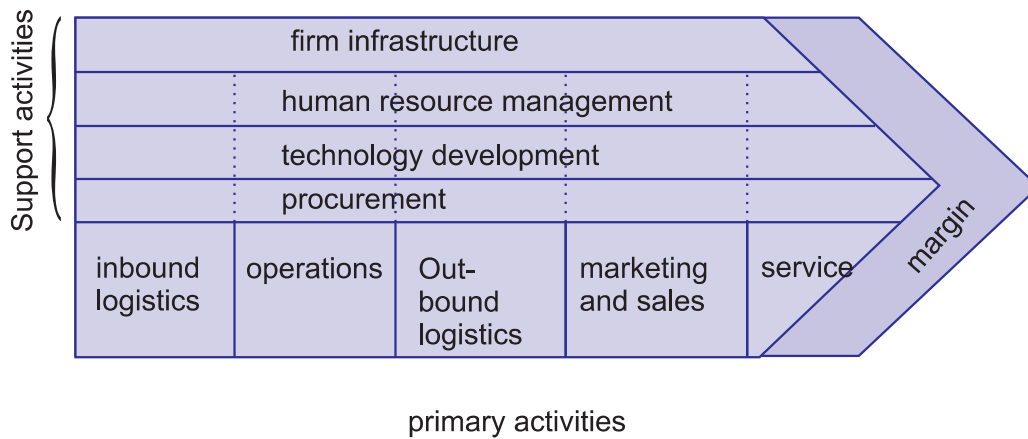 Support activities
firm infrastructure
human resource management
technology development
procurement
inbound
logistics
operations
Out-
bound
logistics
marketing
and sales
service
margin
primary activities